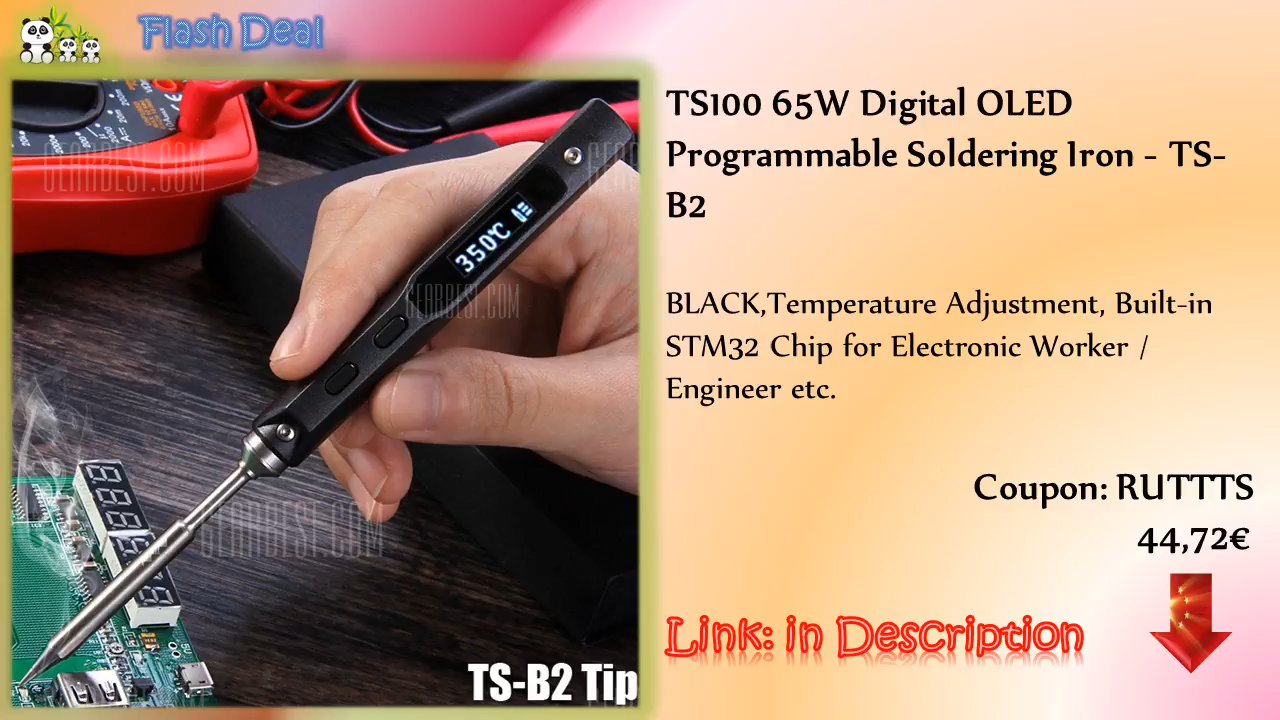 Flash Deal
GEARBEST.COM
350℃
GEARBEST.COM
GEARBEST.COM
TS-B2 Tip
TS100 65W Digital OLED
Programmable Soldering Iron - TS-
B2
BLACK,Temperature Adjustment, Built-in
STM32 Chip for Electronic Worker /
Engineer etc.
Coupon: RUTTTS
44,72€
Link: in Description